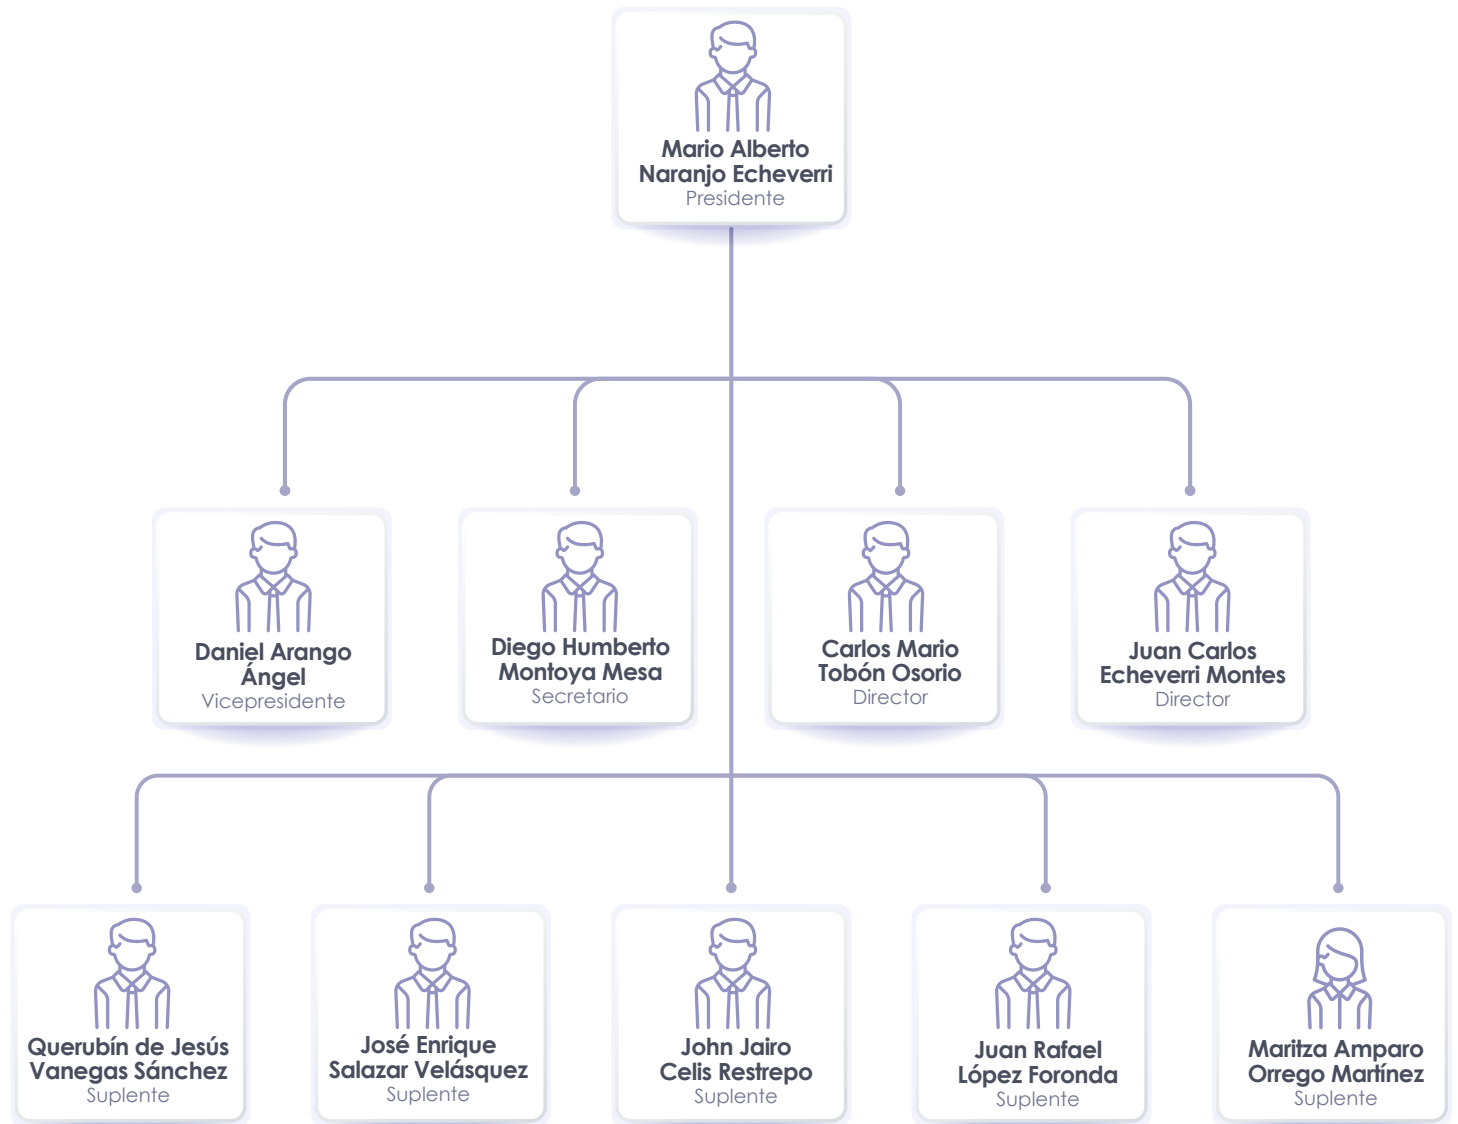 Mario Alberto
Naranjo Echeverri
Presidente
Daniel Arango
Ángel
Vicepresidente
Diego Humberto
Montoya Mesa
Secretario
Carlos Mario
Tobón Osorio
Director
Juan Carlos
Echeverri Montes
Director
Querubín de Jesús
Vanegas Sánchez
Suplente
José Enrique
Salazar Velásquez
Suplente
John Jairo
Celis Restrepo
Suplente
Juan Rafael
López Foronda
Suplente
Maritza Amparo
Orrego Martínez
Suplente